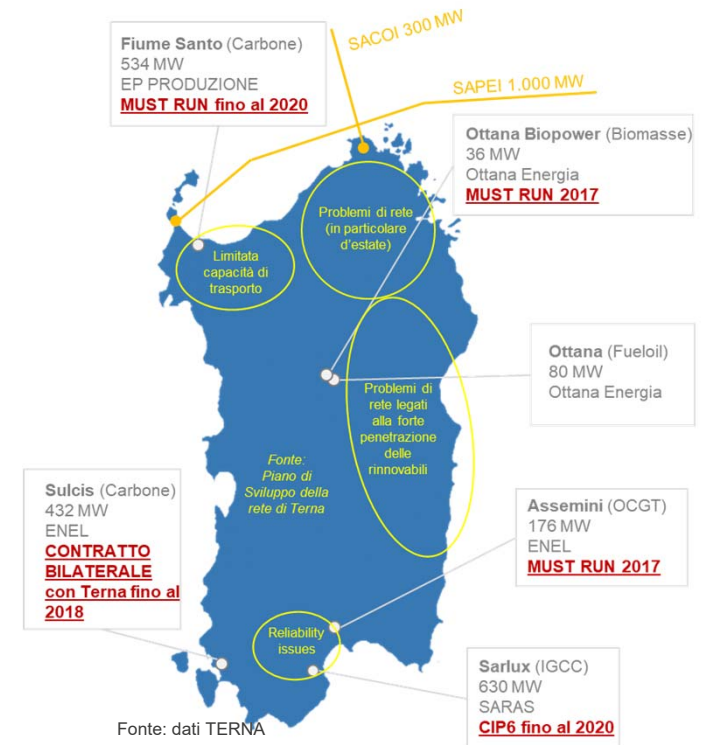 SACOI 300 MW
SAPEI 1.000 MW
Fiume Santo (Carbone)
534 MW
EP PRODUZIONE
MUST RUN fino al 2020
Ottana Biopower (Biomasse)
36 MW
Ottana Energia
MUST RUN 2017
Problemi di rete
(in particolare
d'estate)
Limitata
capacità di
trasporto
Ottana (Fueloil)
80 MW
Ottana Energia
Problemi di
rete legati
alla forte
penetrazione
delle
rinnovabili
Fonte:
Piano di
Sviluppo della
rete di Terna
Sulcis (Carbone)
432 MW
ENEL
CONTRATTO
BILATERALE
con Terna fino al
2018
Assemini (OCGT)
176 MW
ENEL
MUST RUN 2017
Reliability
issues
Sarlux (IGCC)
630 MW
SARAS
CIP6 fino al 2020
Fonte: dati TERNA